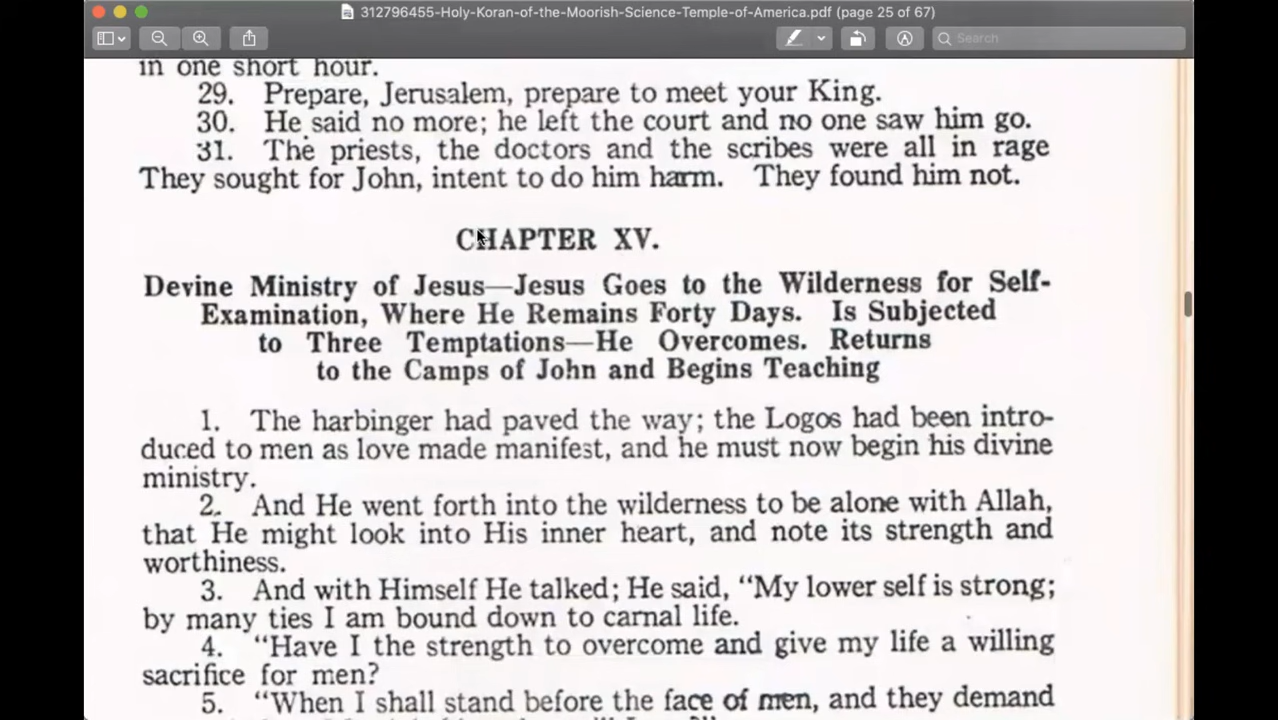 312796455-Holy-Koran-of-the-Moorish-Science-Temple-of-America.pdf (page 25 of 67)
Search
in one short hour.
29. Prepare, Jerusalem, prepare to meet your King.
30. He said no more; he left the court and no one saw him go.
31. The priests, the doctors and the scribes were all in rage
They sought for John, intent to do him harm. They found him not.
CHAPTER XV.
Devine Ministry of Jesus—Jesus Goes to the Wilderness for Self-
Examination, Where He Remains Forty Days. Is Subjected
to Three Temptations—He Overcomes. Returns
to the Camps of John and Begins Teaching
1. The harbinger had paved the way; the Logos had been intro-
duced to men as love made manifest, and he must now begin his divine
ministry.
2. And He went forth into the wilderness to be alone with Allah,
that He might look into His inner heart, and note its strength and
worthiness.
3. And with Himself He talked; He said, "My lower self is strong;
by many ties I am bound down to carnal life.
4. "Have I the strength to overcome and give my life a willing
sacrifice for men?
5. "When I shall stand before the face of men, and they demand